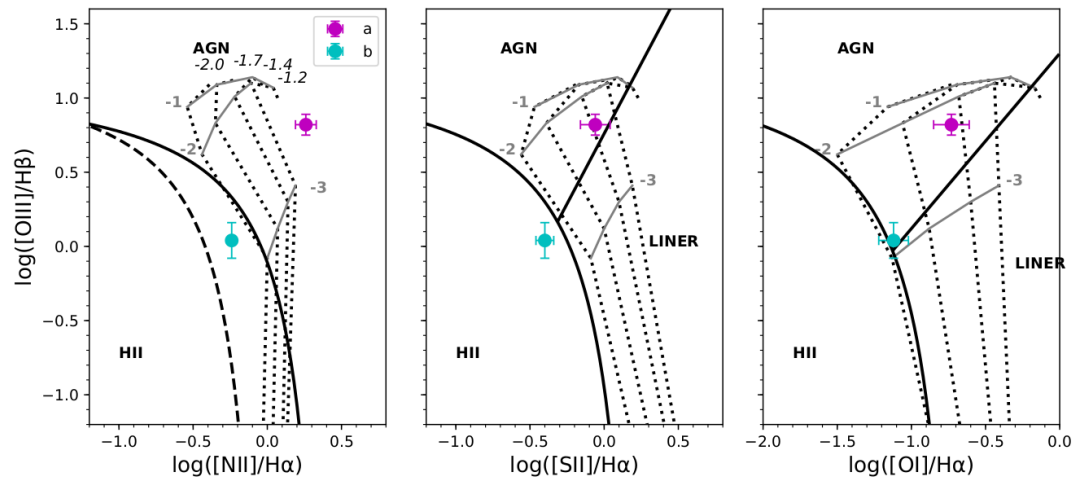 log([OIII]/Hβ)
1.5
1.0
0.5
0.0
−0.5
−1.0
AGN
-2.0
-1.7
-1.4
-1.2
-1
-2
-3
HII
a
b
−1.0 −0.5 0.0 0.5
log([NII]/Hα)
AGN
-1
-2
-3
LINER
HII
−1.0 −0.5 0.0 0.5
log([SII]/Hα)
AGN
-1
-2
-3
LINER
HII
−2.0 −1.5 −1.0 −0.5 0.0
log([OI]/Hα)